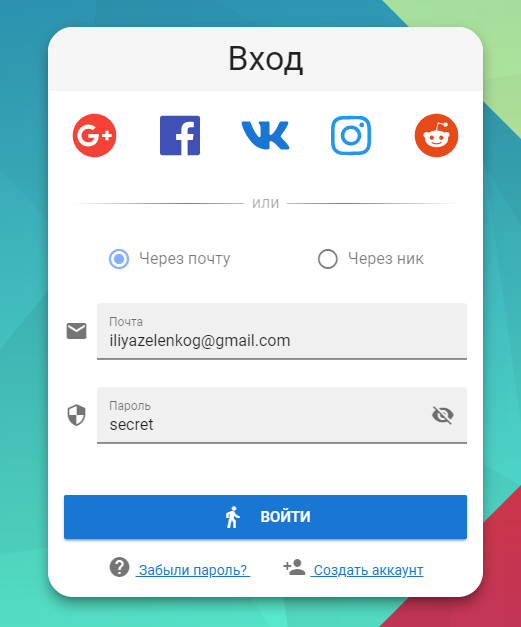 Вход
ИЛИ
Через почту Через ник
Почта
iliyazelenkog@gmail.com
Пароль
secret
ВОЙТИ
Забыли пароль? Создать аккаунт